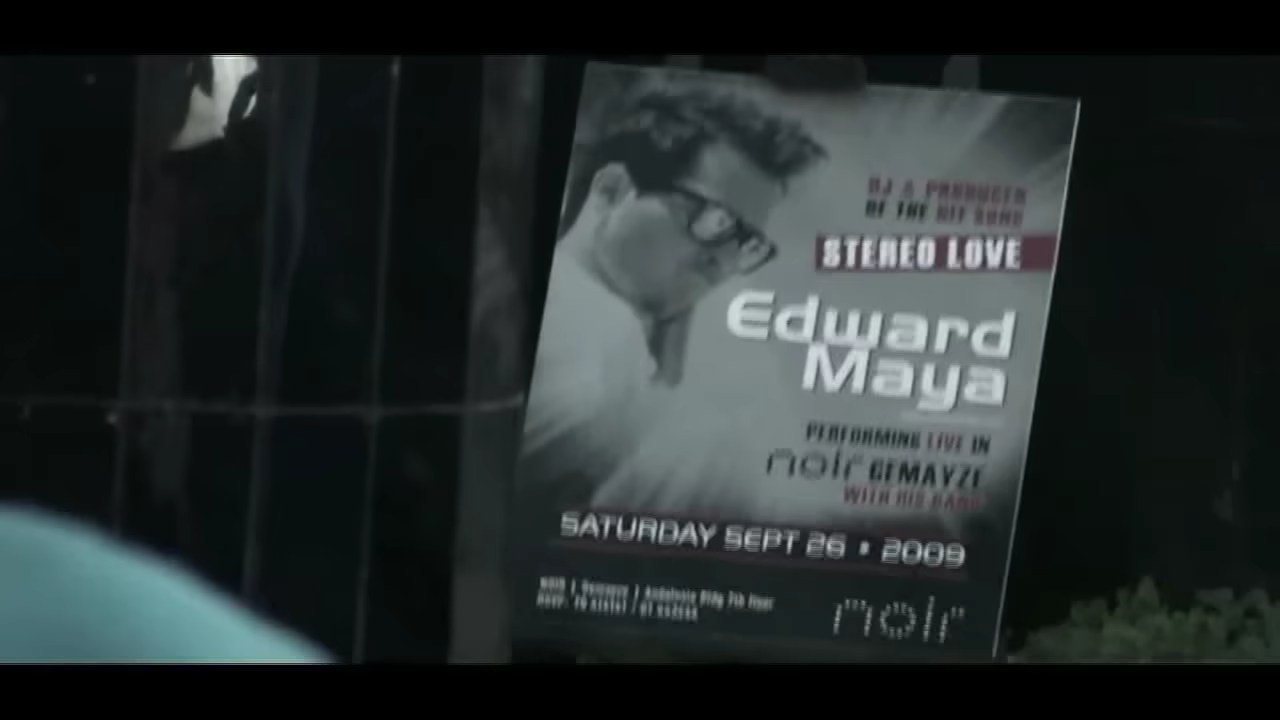 DJ & PRODUCER
OF THE HIT SONG
STEREO LOVE
Edward
Maya
PERFORMING LIVE IN
noir GEMAYZE
WITH HIS BAND
SATURDAY SEPT 26 • 2009
noir